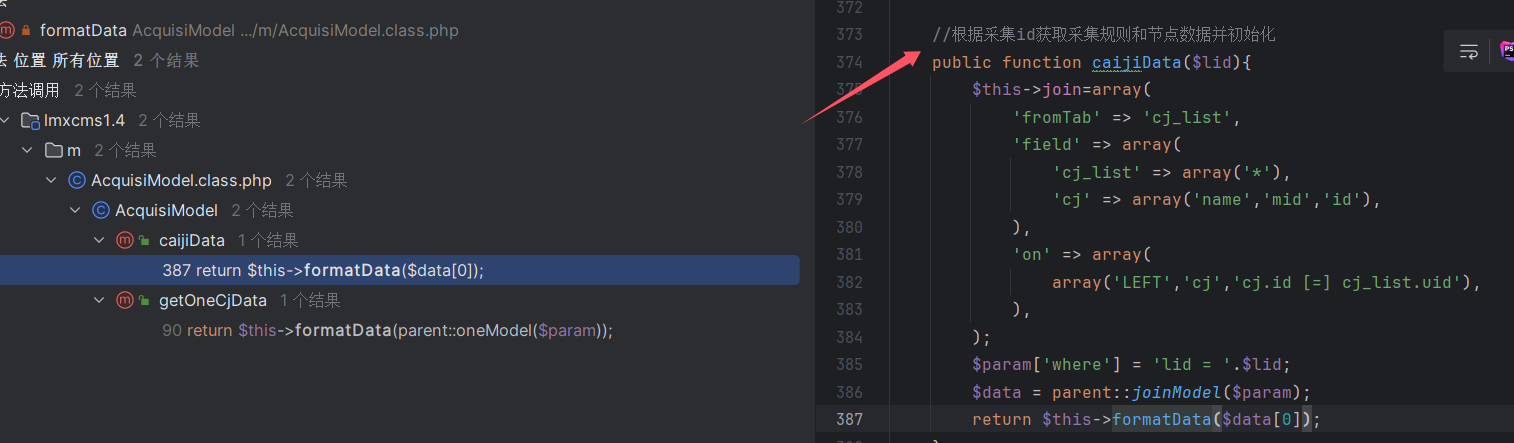 formatData AcquisiModel .../m/AcquisiModel.class.php
法 位置 所有位置 2 个结果
方法调用 2 个结果
lmxcms1.4 2 个结果
m 2 个结果
AcquisiModel.class.php 2 个结果
AcquisiModel 2 个结果
caijiData 1 个结果
387 return $this->formatData($data[0]);
getOneCjData 1 个结果
90 return $this->formatData(parent::oneModel($param));
372
373 //根据采集id获取采集规则和节点数据并初始化
374 public function caijiData($lid){
375 $this->join=array(
376 'fromTab' => 'cj_list',
377 'field' => array(
378 'cj_list' => array('*'),
379 'cj' => array('name','mid','id'),
380 ),
381 'on' => array(
382 array('LEFT','cj','cj.id [=] cj_list.uid'),
383 ),
384 );
385 $param['where'] = 'lid = '.$lid;
386 $data = parent::joinModel($param);
387 return $this->formatData($data[0]);